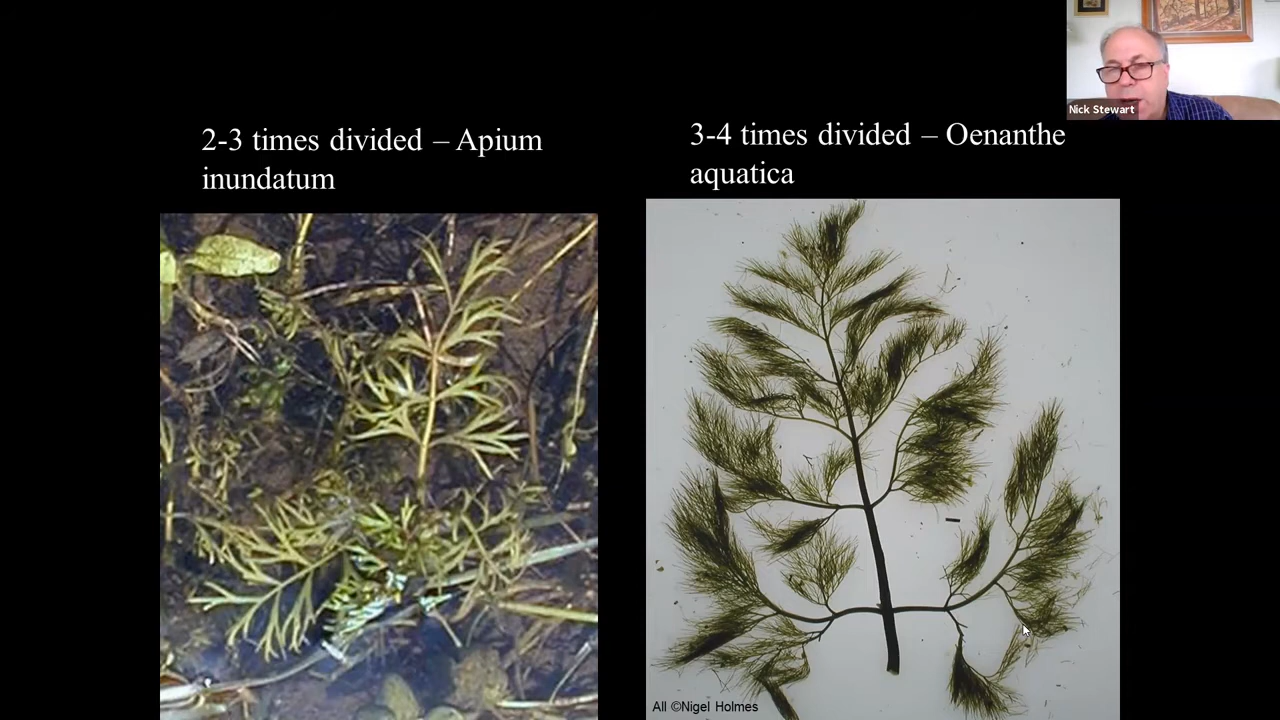 2-3 times divided – Apium
inundatum
3-4 times divided – Oenanthe
aquatica
Nick Stewart
All ©Nigel Holmes